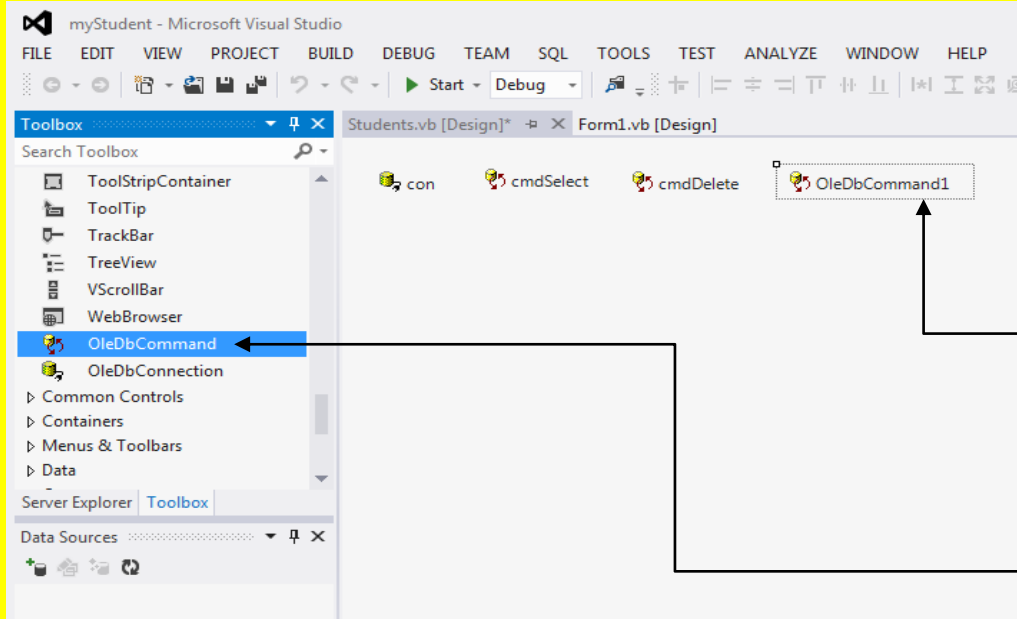 myStudent - Microsoft Visual Studio
FILE EDIT VIEW PROJECT BUILD DEBUG TEAM SQL TOOLS TEST ANALYZE WINDOW HELP
Start Debug
Toolbox
Students.vb [Design]* Form1.vb [Design]
Search Toolbox
ToolStripContainer
ToolTip
TrackBar
TreeView
VScrollBar
WebBrowser
OleDbCommand
OleDbConnection
Common Controls
Containers
Menus & Toolbars
Data
con cmdSelect cmdDelete OleDbCommand1
Server Explorer Toolbox
Data Sources